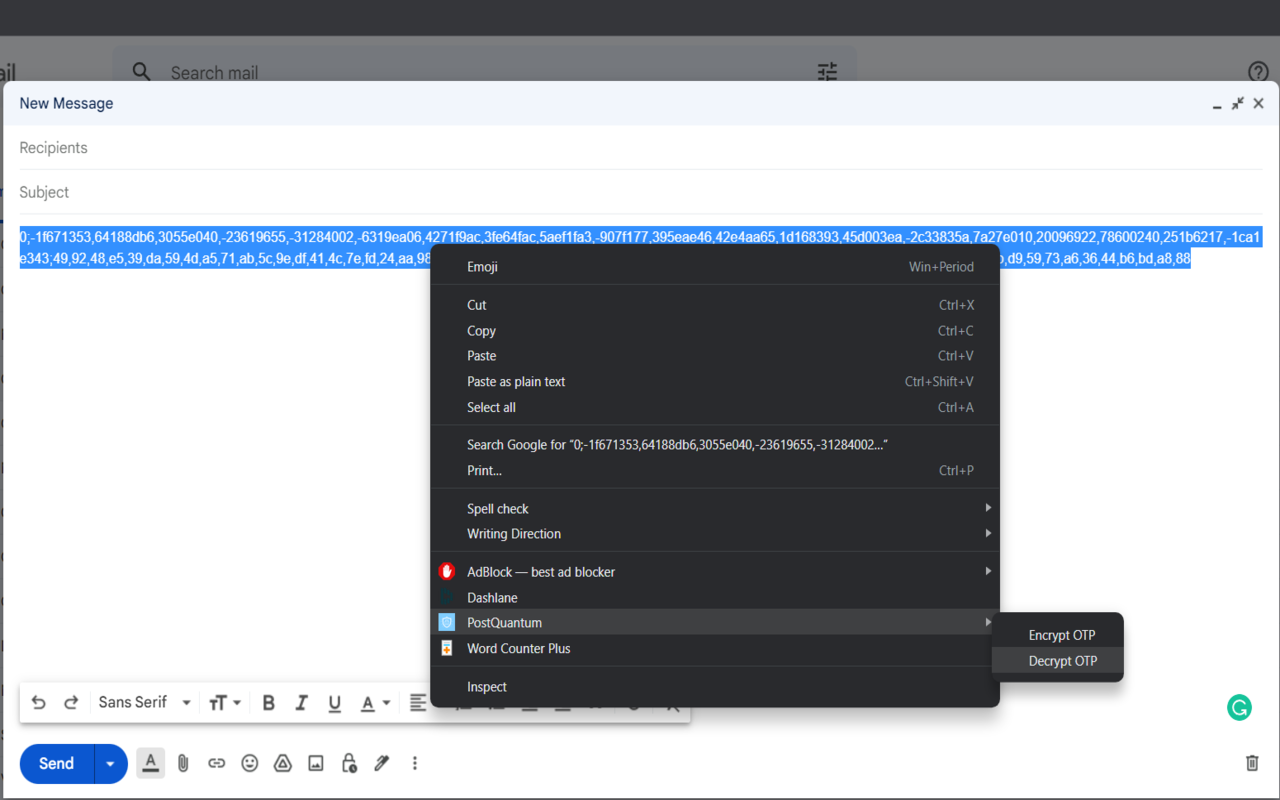 ail
Search mail
New Message
Recipients
Subject
0;-1f671353,64188db6,3055e040,-23619655,-31284002,-6319ea06,4271f9ac,3fe64fac,5aef1fa3,-907f177,395eae46,42e4aa65,1d168393,45d003ea,-2c33835a,7a27e010,20096922,78600240,251b6217,-1ca1
e343;49,92,48,e5,39,da,59,4d,a5,71,ab,5c,9e,df,41,4c,7e,fd,24,aa,98 ,d9,59,73,a6,36,44,b6,bd,a8,88
Emoji Win+Period
Cut Ctrl+X
Copy Ctrl+C
Paste Ctrl+V
Paste as plain text Ctrl+Shift+V
Select all Ctrl+A
Search Google for “0;-1f671353,64188db6,3055e040,-23619655,-31284002...”
Print... Ctrl+P
Spell check
Writing Direction
AdBlock — best ad blocker
Dashlane
PostQuantum
Word Counter Plus
Inspect
Encrypt OTP
Decrypt OTP
Sans Serif
Send